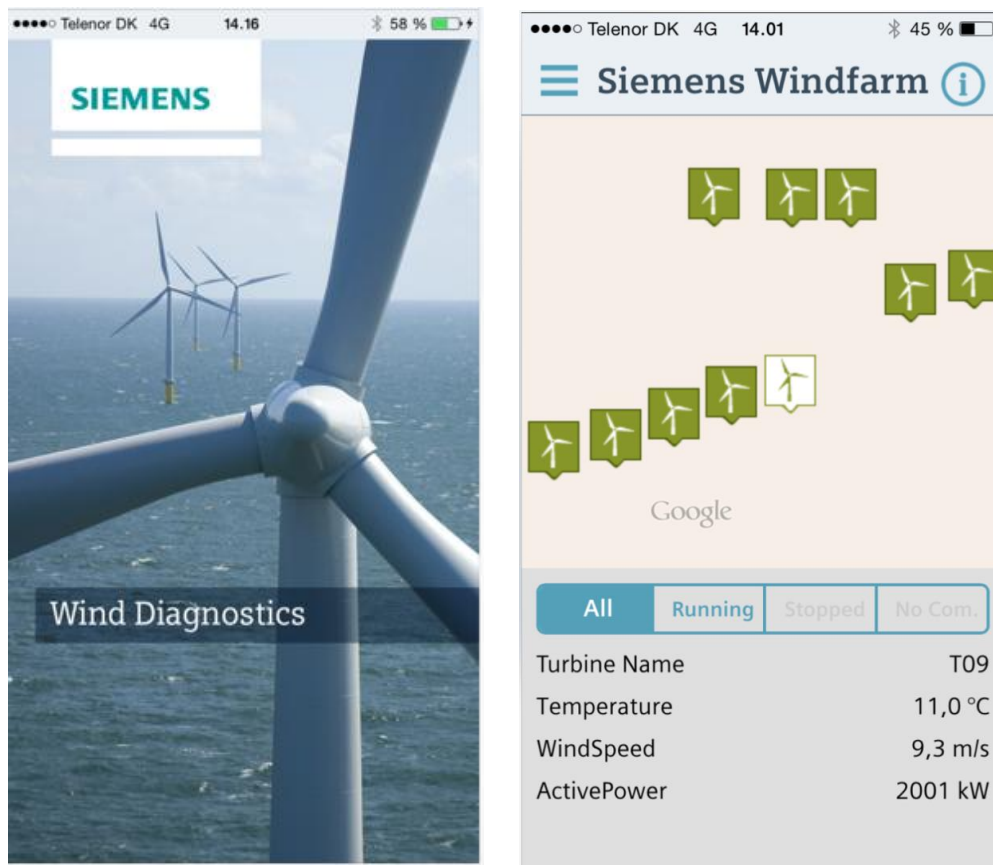 Telenor DK 4G 14.16 58 %
SIEMENS
Wind Diagnostics
Telenor DK 4G 14.01 45 %
Siemens Windfarm i
Google
All Running Stopped No Com.
Turbine Name T09
Temperature 11,0 °C
WindSpeed 9,3 m/s
ActivePower 2001 kW